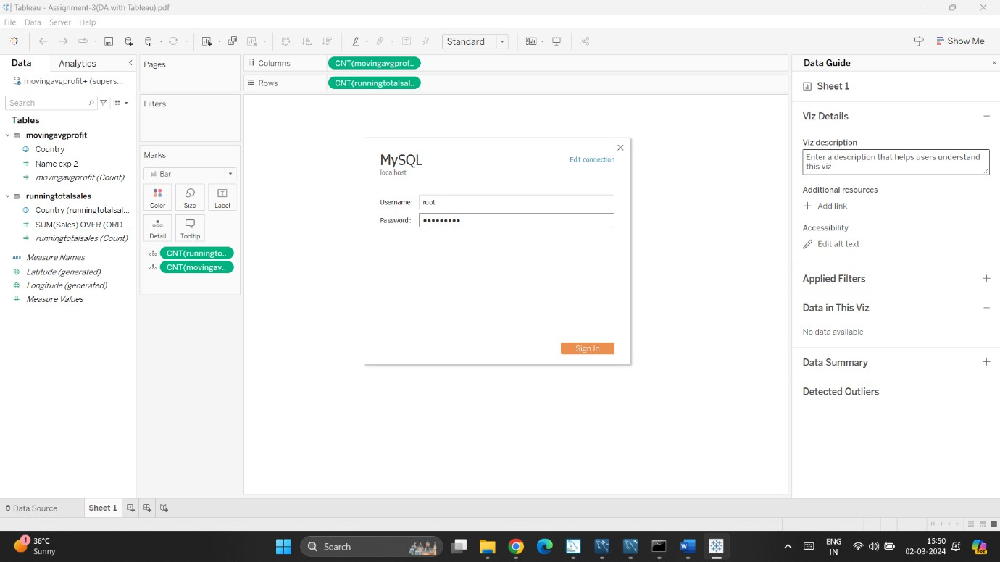 Tableau - Assignment-3(DA with Tableau).pdf
File Data Server Help
Standard
Show Me
Data Analytics
movingavgprofit+ (supers...
Search
Tables
movingavgprofit
Country
Name exp 2
movingavgprofit (Count)
runningtotalsales
Country (runningtotalsal...
SUM(Sales) OVER (ORD...
runningtotalsales (Count)
Abc Measure Names
Latitude (generated)
Longitude (generated)
Measure Values
Pages
Filters
Marks
Bar
Color Size Label
Detail Tooltip
CNT(runningto..
CNT(movingav..
Columns CNT(movingavgprof..
Rows CNT(runningtotalsal..
MySQL
localhost
Edit connection
Username: root
Password: •••••••••
Sign In
Data Guide
Sheet 1
Viz Details
Viz description
Enter a description that helps users understand
this viz
Additional resources
Add link
Accessibility
Edit alt text
Applied Filters
Data in This Viz
No data available
Data Summary
Detected Outliers
Data Source Sheet 1
1
36°C
Sunny
Search
ENG
IN
15:50
02-03-2024
PRE